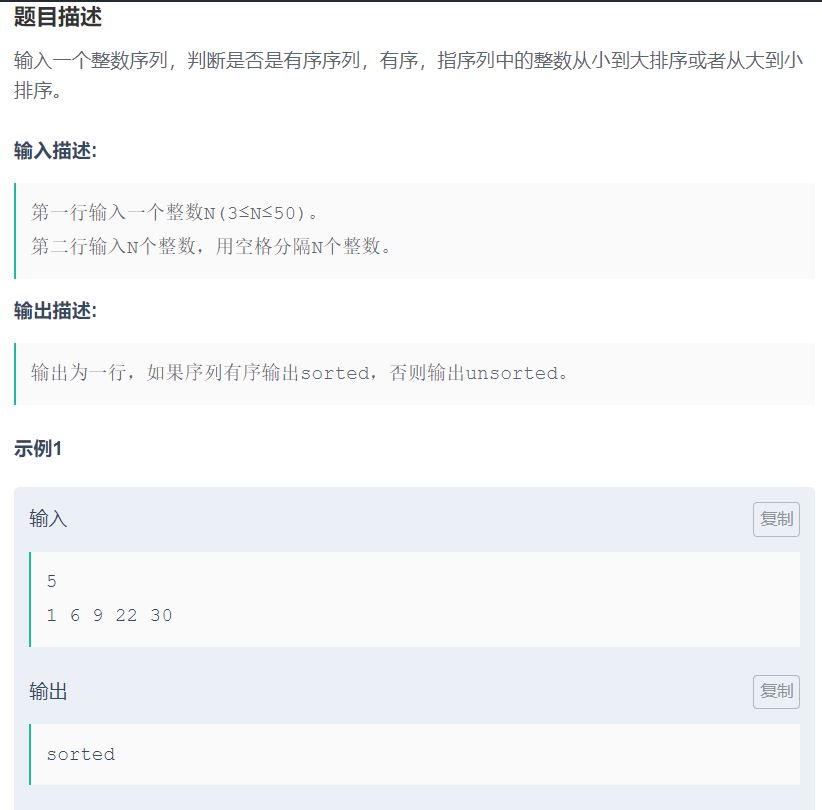 题目描述
输入一个整数序列，判断是否是有序序列，有序，指序列中的整数从小到大排序或者从大到小
排序。
输入描述:
第一行输入一个整数N(3≤N≤50)。
第二行输入N个整数，用空格分隔N个整数。
输出描述:
输出为一行，如果序列有序输出sorted，否则输出unsorted。
示例1
输入
复制
5
1 6 9 22 30
输出
复制
sorted